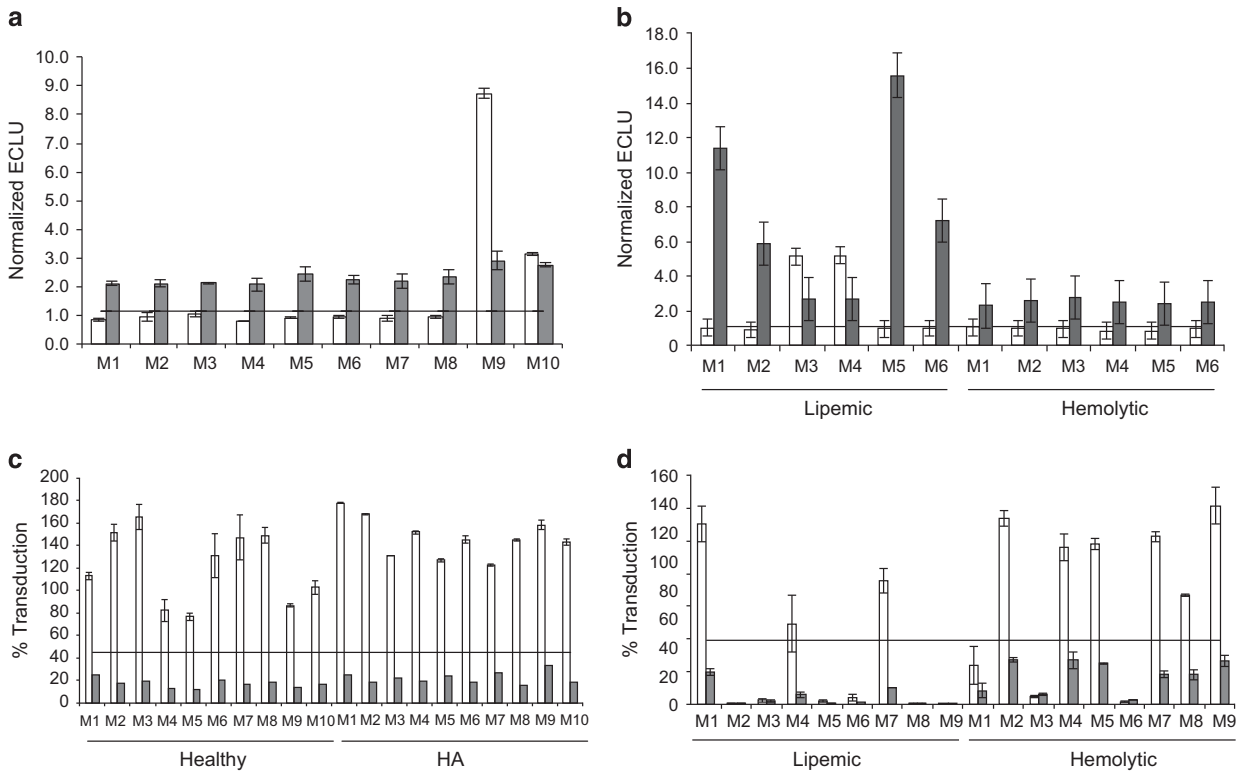 a
Normalized ECLU
10.0
9.0
8.0
7.0
6.0
5.0
4.0
3.0
2.0
1.0
0.0
M1 M2 M3 M4 M5 M6 M7 M8 M9 M10
b
Normalized ECLU
18.0
16.0
14.0
12.0
10.0
8.0
6.0
4.0
2.0
0
M1 M2 M3 M4 M5 M6 M1 M2 M3 M4 M5 M6
Lipemic Hemolytic
c
% Transduction
200
180
160
140
120
100
80
60
40
20
0
M1 M2 M3 M4 M5 M6 M7 M8 M9 M10 M1 M2 M3 M4 M5 M6 M7 M8 M9 M10
Healthy HA
d
% Transduction
160
140
120
100
80
60
40
20
0
M1 M2 M3 M4 M5 M6 M7 M8 M9 M1 M2 M3 M4 M5 M6 M7 M8 M9
Lipemic Hemolytic